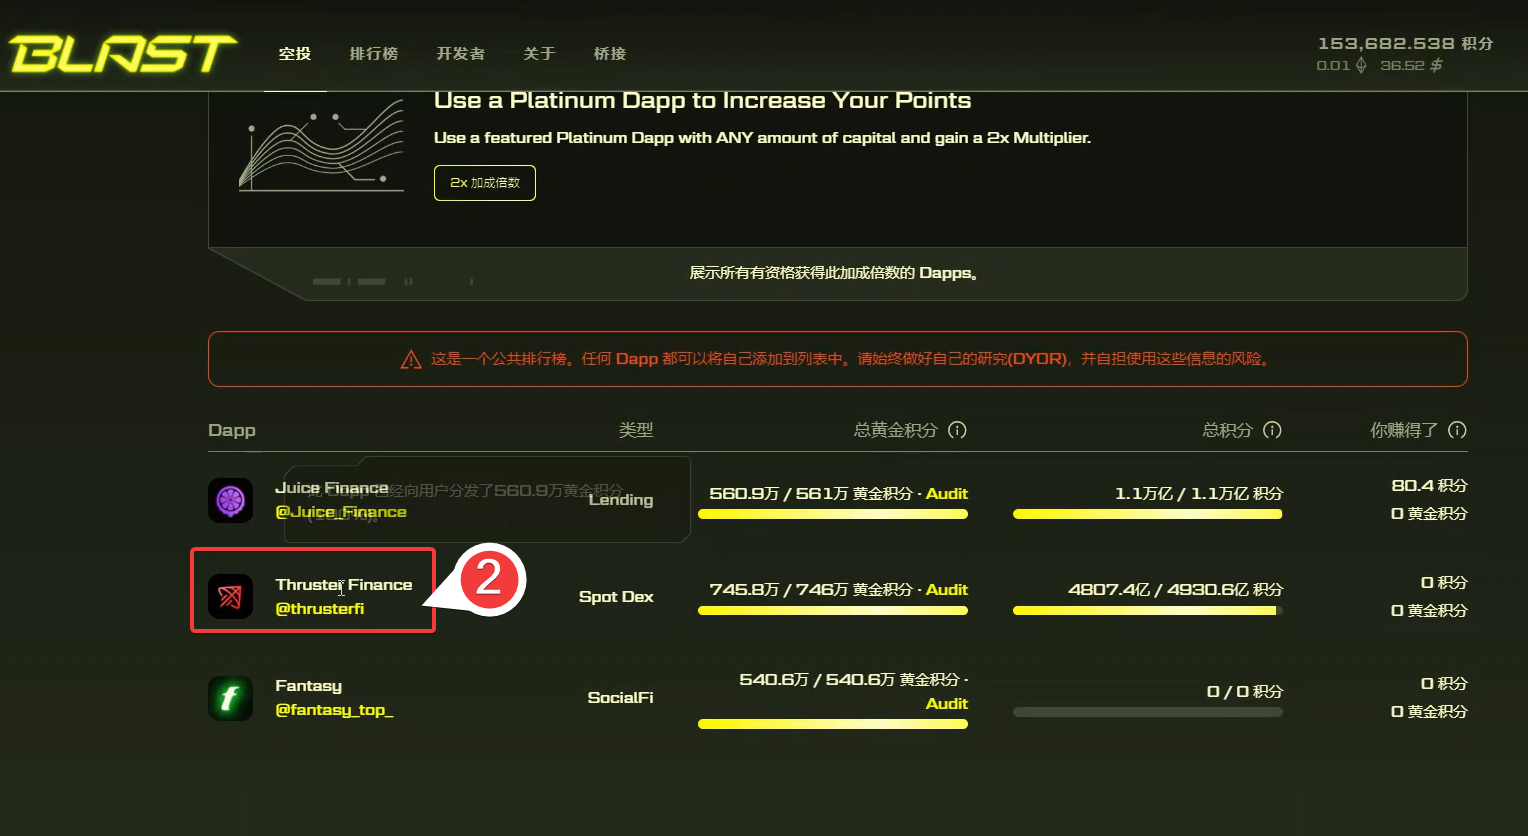 BLAST
空投 排行榜 开发者 关于 桥接
153,682.538 积分
0.01 36.52
Use a Platinum Dapp to Increase Your Points
Use a featured Platinum Dapp with ANY amount of capital and gain a 2x Multiplier.
2x 加成倍数
展示所有有资格获得此加成倍数的 Dapps。
这是一个公共排行榜。任何 Dapp 都可以将自己添加到列表中。请始终做好自己的研究(DYOR)，并自担使用这些信息的风险。
Dapp 类型 总黄金积分 总积分 你赚得了
Juice Finance
@Juice_Finance
此 Dapp 已经向用户分发了560.9万黄金积分
Lending
560.9万 / 561万 黄金积分 · Audit
1.1万亿 / 1.1万亿 积分
80.4 积分
0 黄金积分
Thruster Finance
@thrusterfi
2
Spot Dex
745.8万 / 746万 黄金积分 · Audit
4807.4亿 / 4930.6亿 积分
0 积分
0 黄金积分
Fantasy
@fantasy_top_
SocialFi
540.6万 / 540.6万 黄金积分 ·
Audit
0 / 0 积分
0 积分
0 黄金积分